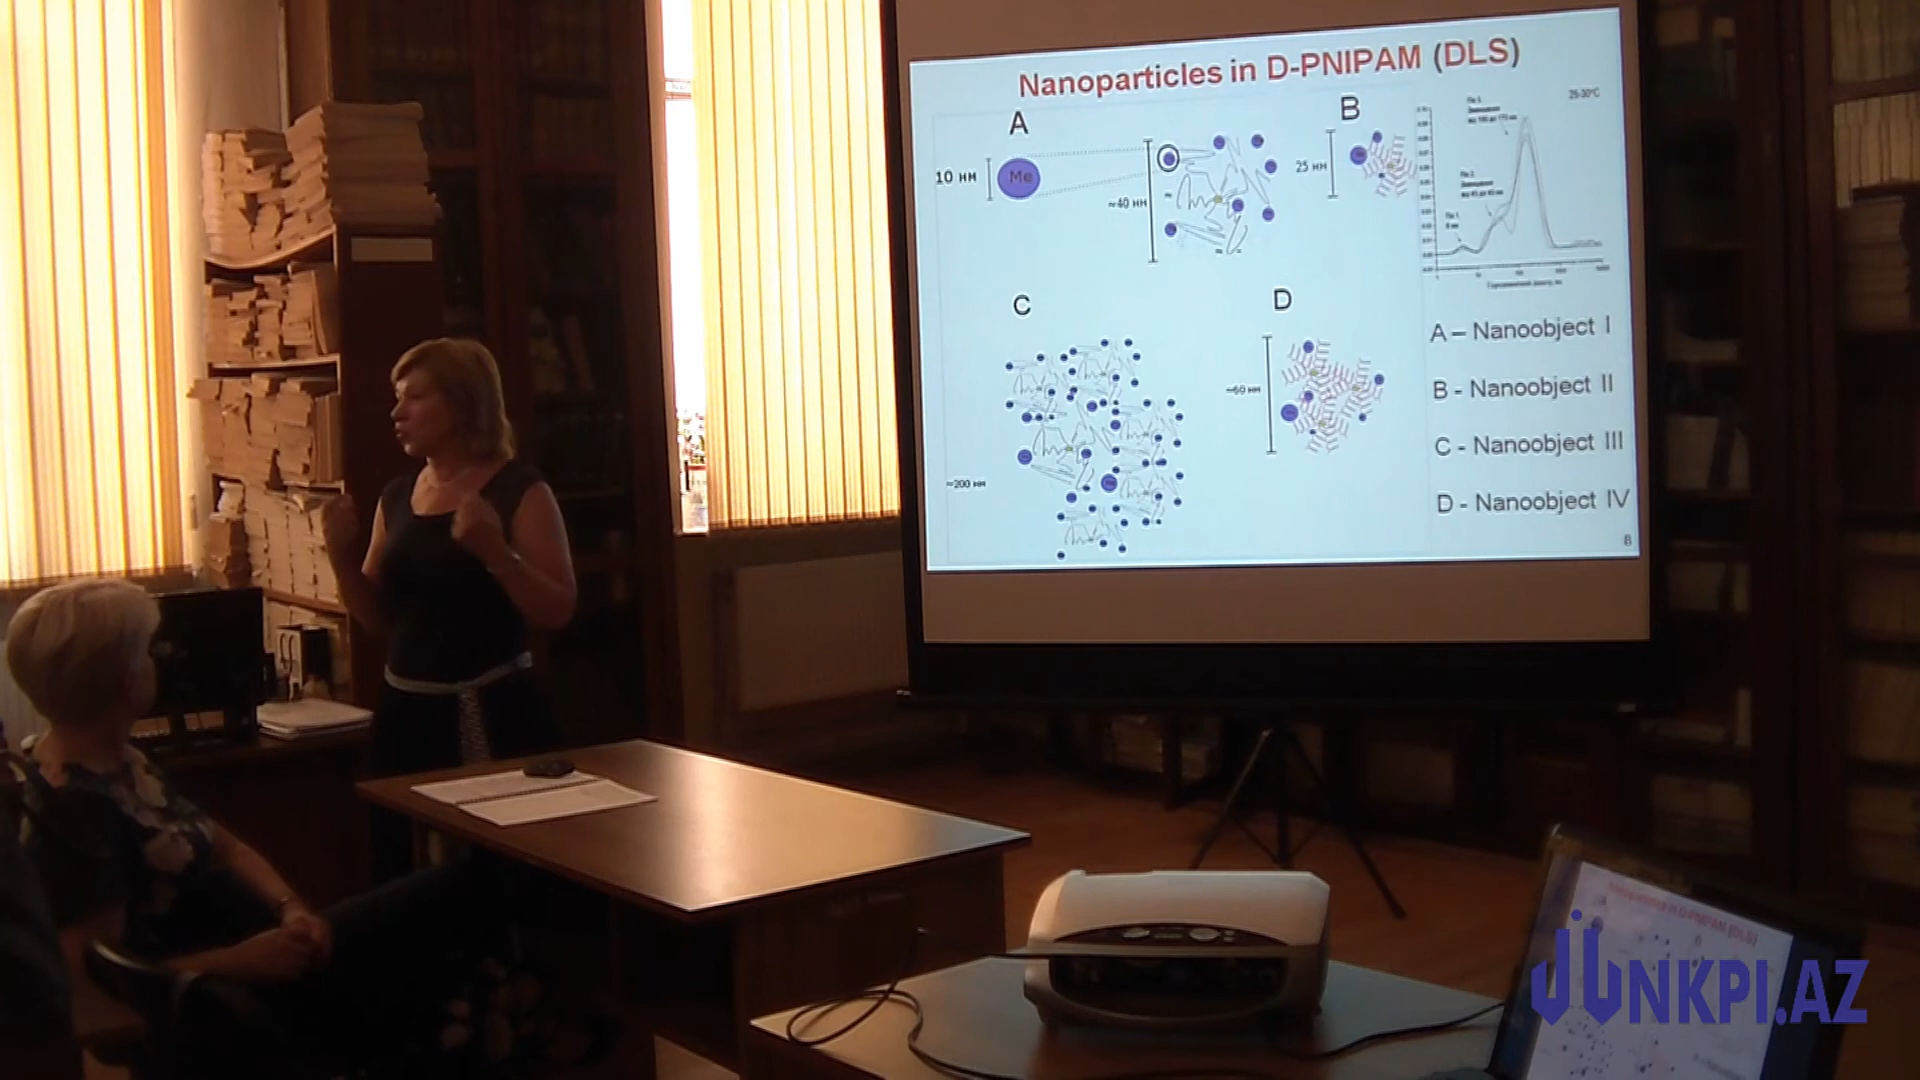 Nanoparticles in D-PNIPAM (DLS)
A
B
25-30°C
10 нм
Me
≈40 нм
25 нм
C
D
≈60 нм
≈200 нм
A – Nanoobject I
B - Nanoobject II
C - Nanoobject III
D - Nanoobject IV
8
NKPI.AZ